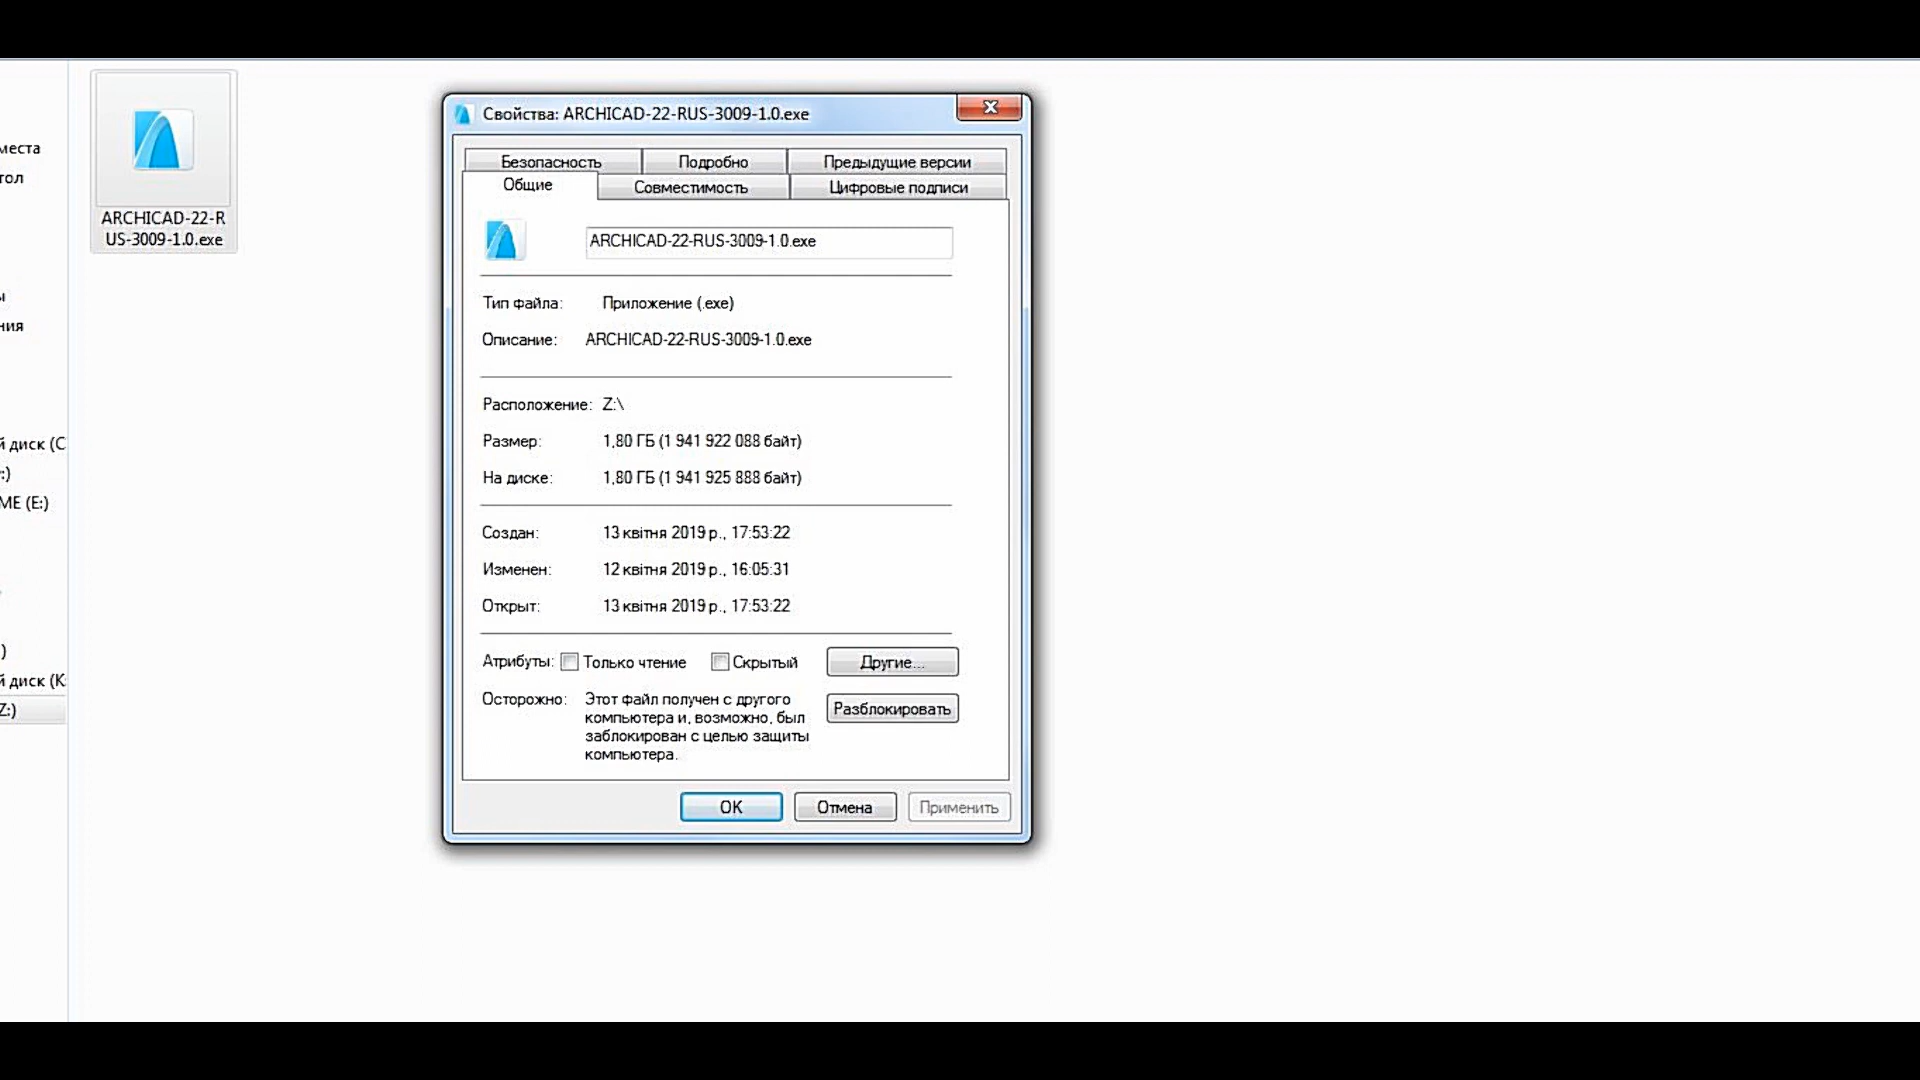 места
тол
ы
ния
й диск (C
:)
ME (E:)
)
й диск (K
Z:)
ARCHICAD-22-R
US-3009-1.0.exe
Свойства: ARCHICAD-22-RUS-3009-1.0.exe
Безопасность Подробно Предыдущие версии
Общие Совместимость Цифровые подписи
ARCHICAD-22-RUS-3009-1.0.exe
Тип файла: Приложение (.exe)
Описание: ARCHICAD-22-RUS-3009-1.0.exe
Расположение: Z:\
Размер: 1,80 ГБ (1 941 922 088 байт)
На диске: 1,80 ГБ (1 941 925 888 байт)
Создан: 13 квітня 2019 р., 17:53:22
Изменен: 12 квітня 2019 р., 16:05:31
Открыт: 13 квітня 2019 р., 17:53:22
Атрибуты: Только чтение Скрытый Другие...
Осторожно: Этот файл получен с другого
компьютера и, возможно, был
заблокирован с целью защиты
компьютера.
Разблокировать
OK Отмена Применить